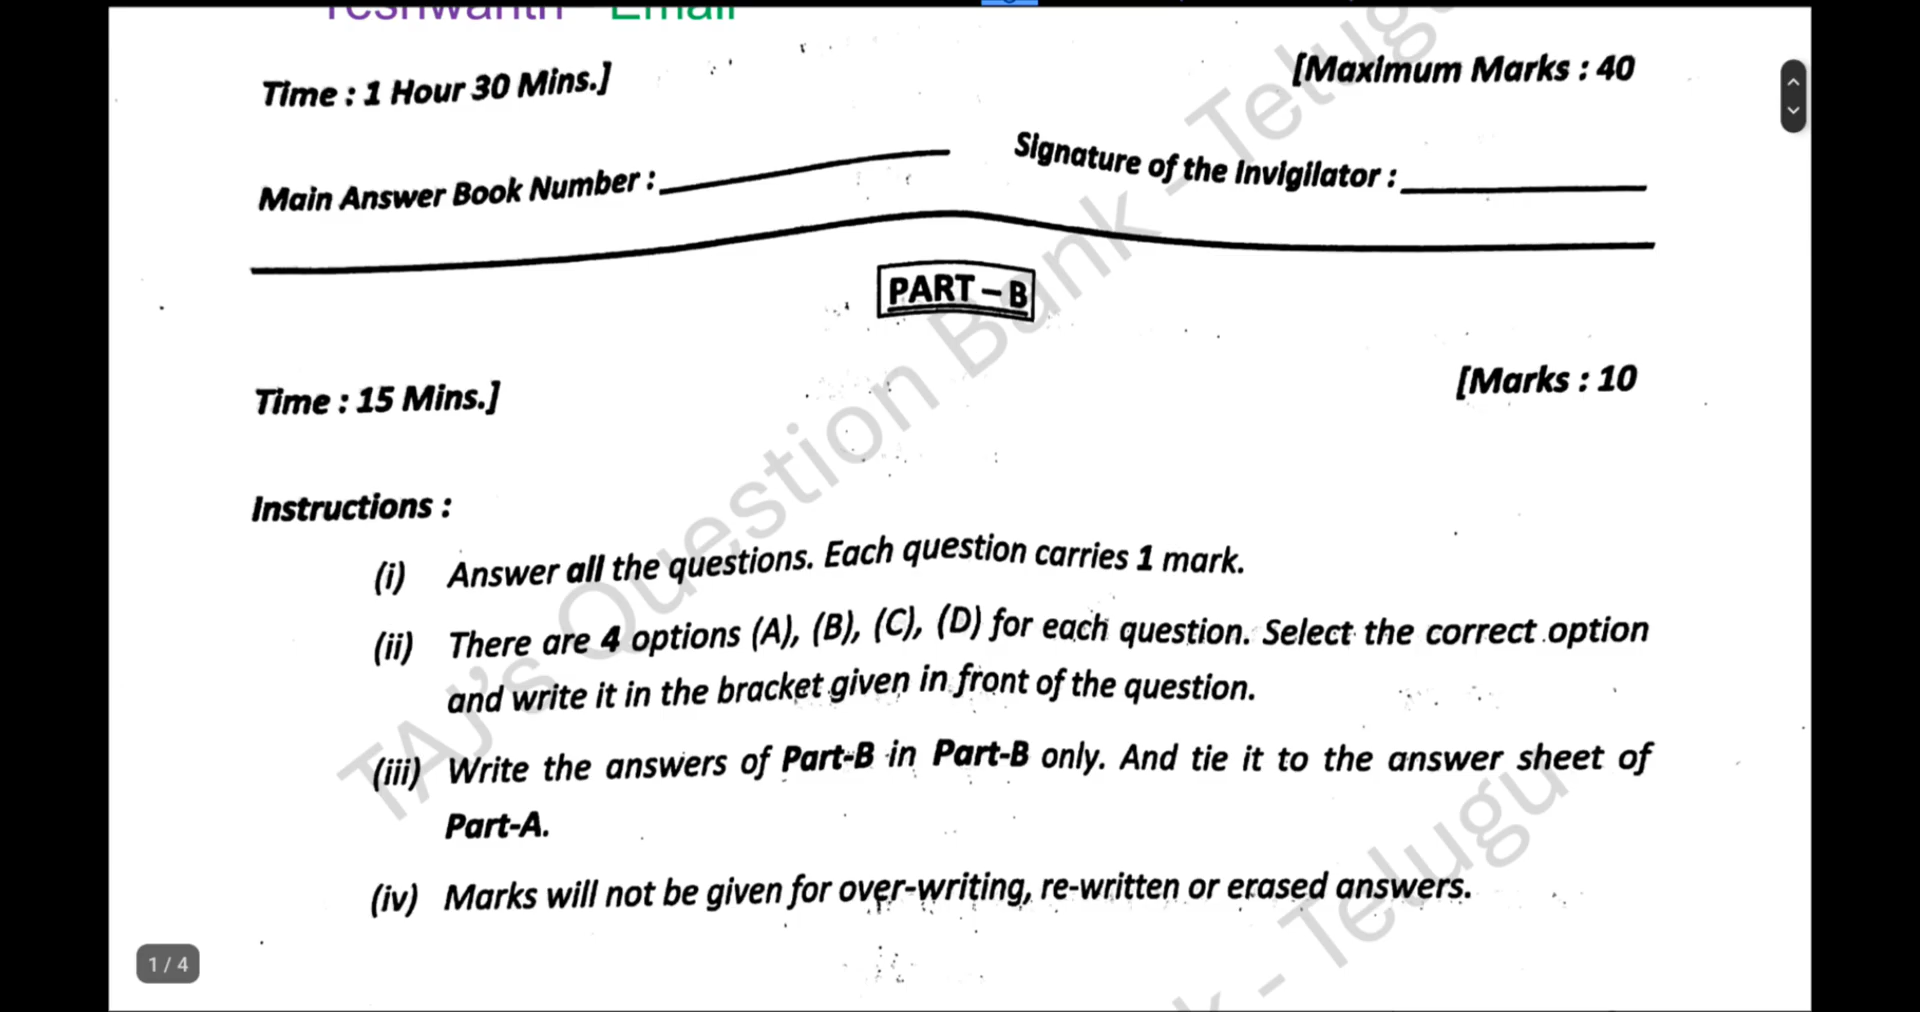 Yeshwanth Email
Time : 1 Hour 30 Mins.]
[Maximum Marks : 40
Main Answer Book Number :
Signature of the Invigilator :
PART – B
Time : 15 Mins.]
[Marks : 10
Instructions :
(i) Answer all the questions. Each question carries 1 mark.
(ii) There are 4 options (A), (B), (C), (D) for each question. Select the correct option
and write it in the bracket given in front of the question.
(iii) Write the answers of Part-B in Part-B only. And tie it to the answer sheet of
Part-A.
(iv) Marks will not be given for over-writing, re-written or erased answers.
TAJ's Question Bank - Telugu
k - Telugu
1 / 4